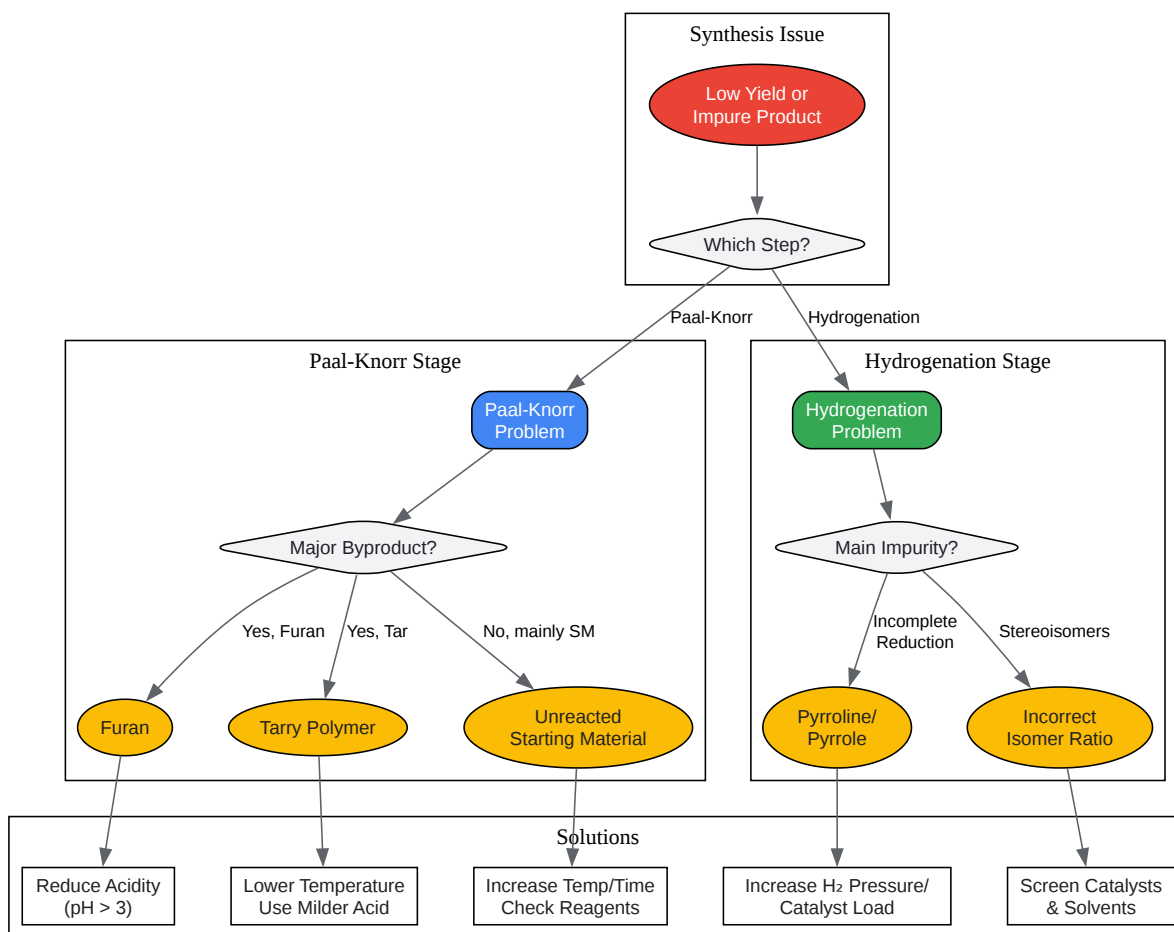 Synthesis Issue
Low Yield or
Impure Product
Which Step?
Paal-Knorr
Hydrogenation
Paal-Knorr Stage
Hydrogenation Stage
Paal-Knorr
Problem
Hydrogenation
Problem
Major Byproduct?
Main Impurity?
Yes, Furan
Yes, Tar
No, mainly SM
Incomplete
Reduction
Stereoisomers
Furan
Tarry Polymer
Unreacted
Starting Material
Pyrroline/
Pyrrole
Incorrect
Isomer Ratio
Solutions
Reduce Acidity
(pH > 3)
Lower Temperature
Use Milder Acid
Increase Temp/Time
Check Reagents
Increase H₂ Pressure/
Catalyst Load
Screen Catalysts
& Solvents